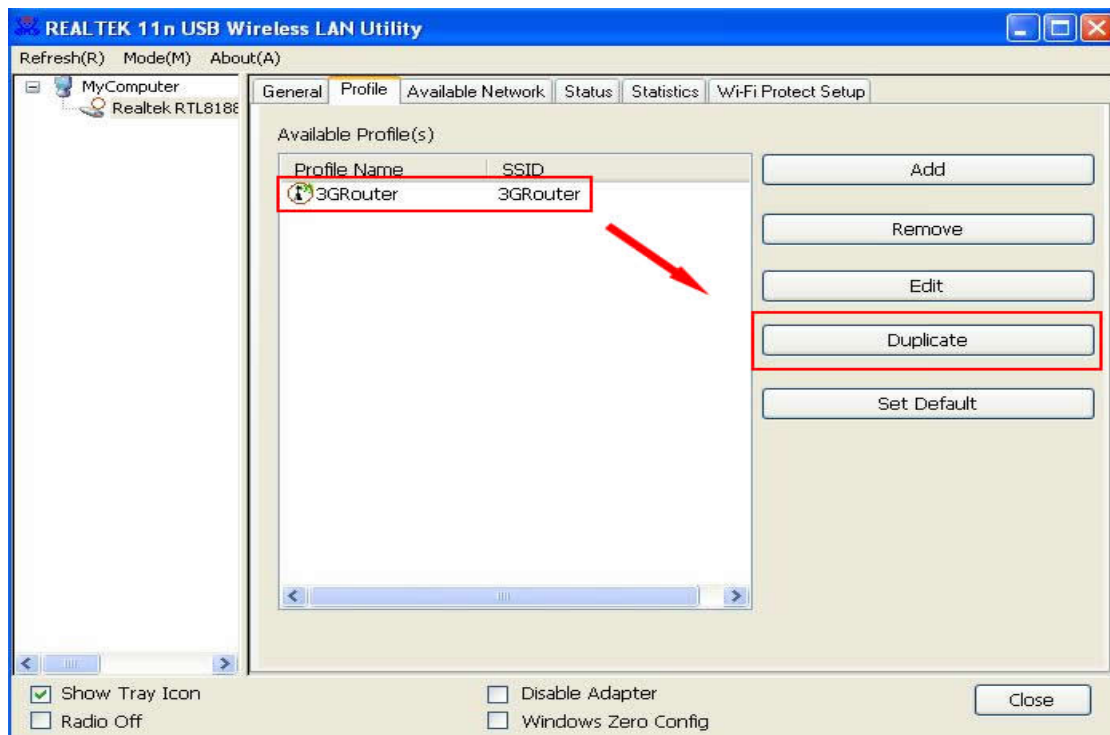 REALTEK 11n USB Wireless LAN Utility
Refresh(R) Mode(M) About(A)
MyComputer
Realtek RTL8188
General Profile Available Network Status Statistics Wi-Fi Protect Setup
Available Profile(s)
Profile Name SSID
3GRouter 3GRouter
Add
Remove
Edit
Duplicate
Set Default
Show Tray Icon Disable Adapter
Radio Off Windows Zero Config
Close